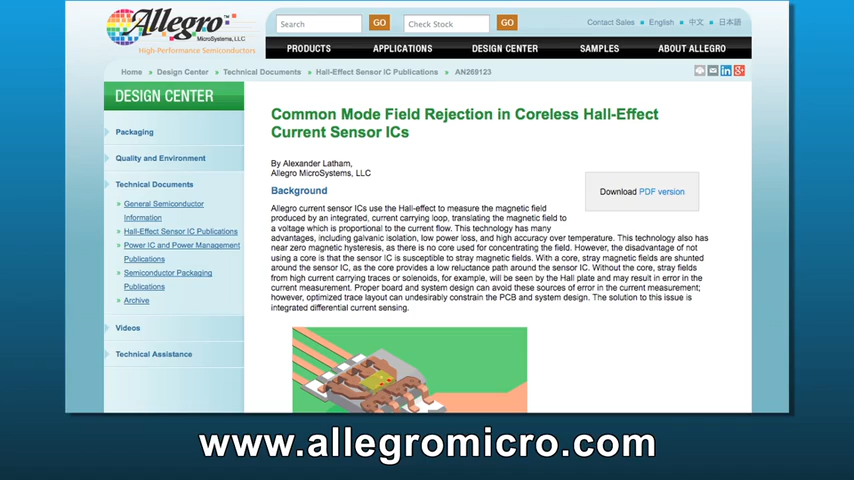 Allegro™
MicroSystems, LLC
High-Performance Semiconductors
Search GO Check Stock GO
Contact Sales English 中文 日本語
PRODUCTS APPLICATIONS DESIGN CENTER SAMPLES ABOUT ALLEGRO
Home » Design Center » Technical Documents » Hall-Effect Sensor IC Publications » AN269123
DESIGN CENTER
Packaging
Quality and Environment
Technical Documents
» General Semiconductor
Information
» Hall-Effect Sensor IC Publications
» Power IC and Power Management
Publications
» Semiconductor Packaging
Publications
» Archive
Videos
Technical Assistance
Common Mode Field Rejection in Coreless Hall-Effect
Current Sensor ICs
By Alexander Latham,
Allegro MicroSystems, LLC
Download PDF version
Background
Allegro current sensor ICs use the Hall-effect to measure the magnetic field
produced by an integrated, current carrying loop, translating the magnetic field to
a voltage which is proportional to the current flow. This technology has many
advantages, including galvanic isolation, low power loss, and high accuracy over temperature. This technology also has
near zero magnetic hysteresis, as there is no core used for concentrating the field. However, the disadvantage of not
using a core is that the sensor IC is susceptible to stray magnetic fields. With a core, stray magnetic fields are shunted
around the sensor IC, as the core provides a low reluctance path around the sensor IC. Without the core, stray fields
from high current carrying traces or solenoids, for example, will be seen by the Hall plate and may result in error in the
current measurement. Proper board and system design can avoid these sources of error in the current measurement;
however, optimized trace layout can undesirably constrain the PCB and system design. The solution to this issue is
integrated differential current sensing.
www.allegromicro.com